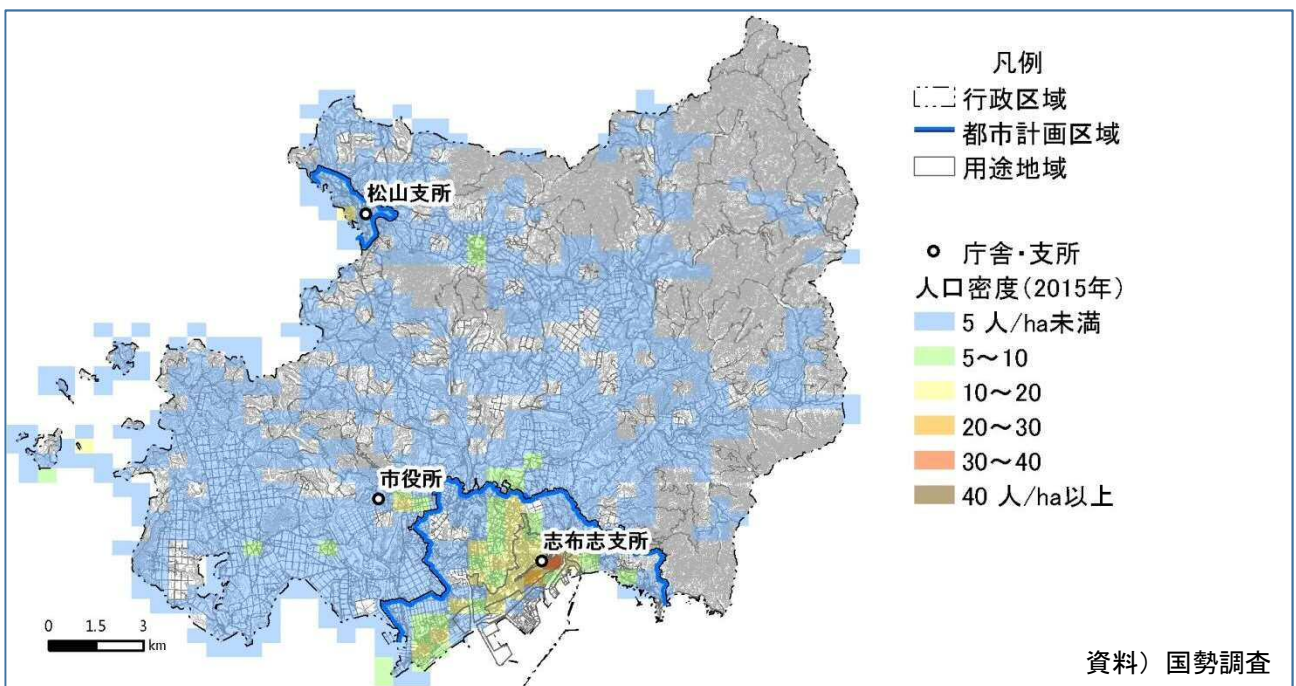 凡例
行政区域
都市計画区域
用途地域
庁舎・支所
人口密度(2015年)
5 人/ha未満
5～10
10～20
20～30
30～40
40 人/ha以上
松山支所
市役所
志布志支所
0 1.5 3
km
資料）国勢調査